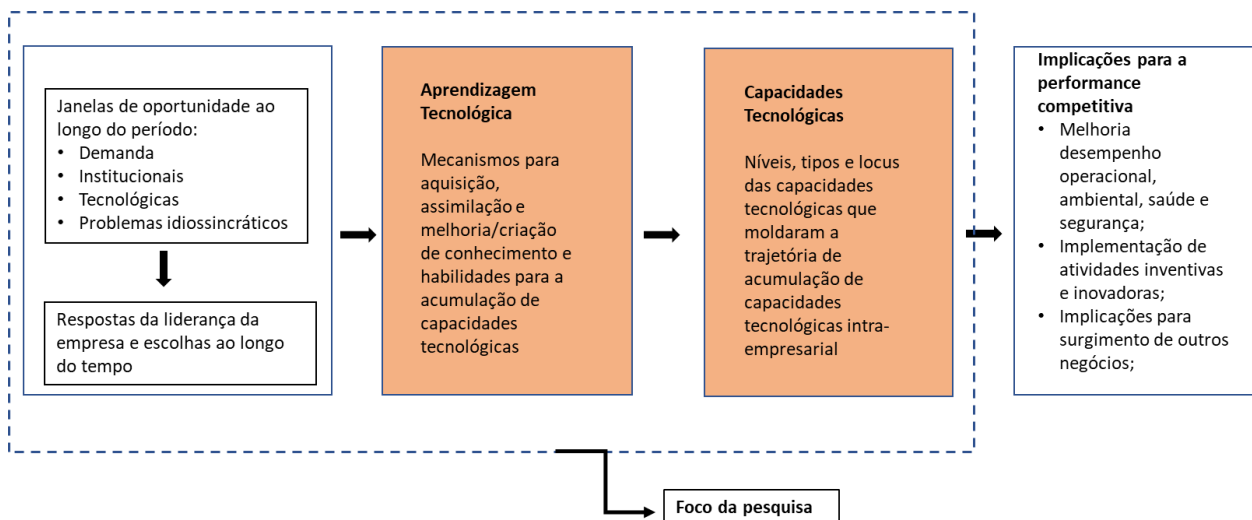 Janelas de oportunidade ao
longo do período:
• Demanda
• Institucionais
• Tecnológicas
• Problemas idiossincráticos
Respostas da liderança da
empresa e escolhas ao longo
do tempo
Aprendizagem
Tecnológica
Mecanismos para
aquisição,
assimilação e
melhoria/criação
de conhecimento e
habilidades para a
acumulação de
capacidades
tecnológicas
Capacidades
Tecnológicas
Níveis, tipos e locus
das capacidades
tecnológicas que
moldaram a
trajetória de
acumulação de
capacidades
tecnológicas intra-
empresarial
Implicações para a
performance
competitiva
• Melhoria
desempenho
operacional,
ambiental, saúde e
segurança;
• Implementação de
atividades inventivas
e inovadoras;
• Implicações para
surgimento de outros
negócios;
Foco da pesquisa